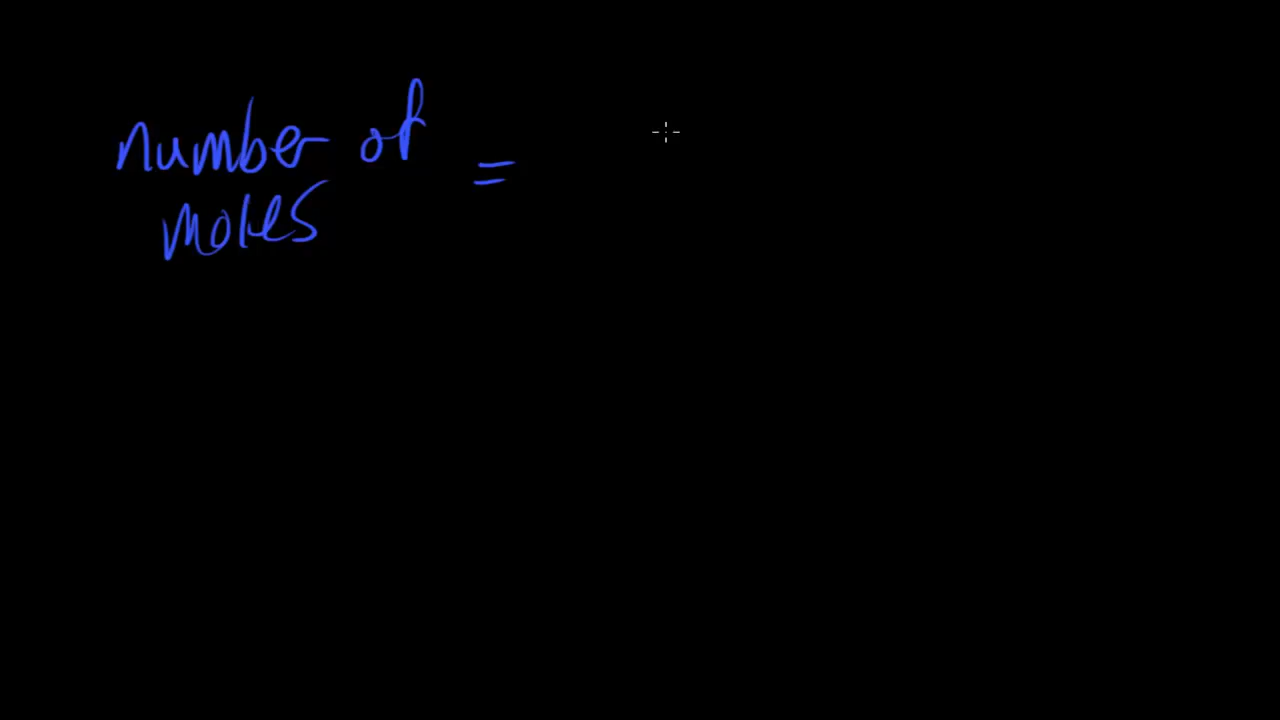 number of =
moles